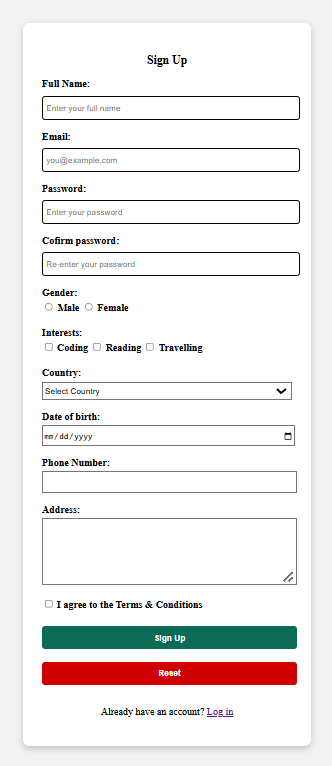 Sign Up
Full Name:
Enter your full name
Email:
you@example.com
Password:
Enter your password
Cofirm password:
Re-enter your password
Gender:
Male Female
Interests:
Coding Reading Travelling
Country:
Select Country
Date of birth:
mm/dd/yyyy
Phone Number:
Address:
I agree to the Terms & Conditions
Sign Up
Reset
Already have an account? Log in